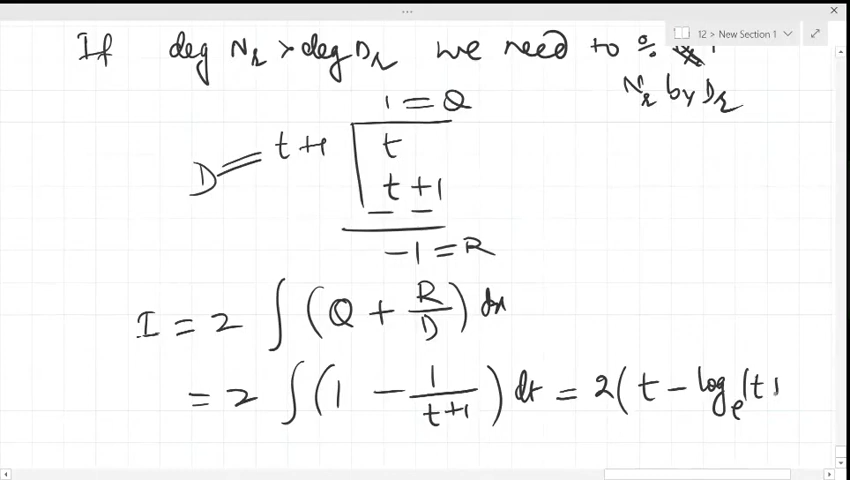 12 > New Section 1
If deg Nr > deg Dr we need to %
Nr by Dr
1 = Q
D = t+1 t
t + 1
-1 = R
I = 2 ∫ (Q + R/D) dx
= 2 ∫ (1 - 1/(t+1)) dt = 2(t - log_e |t